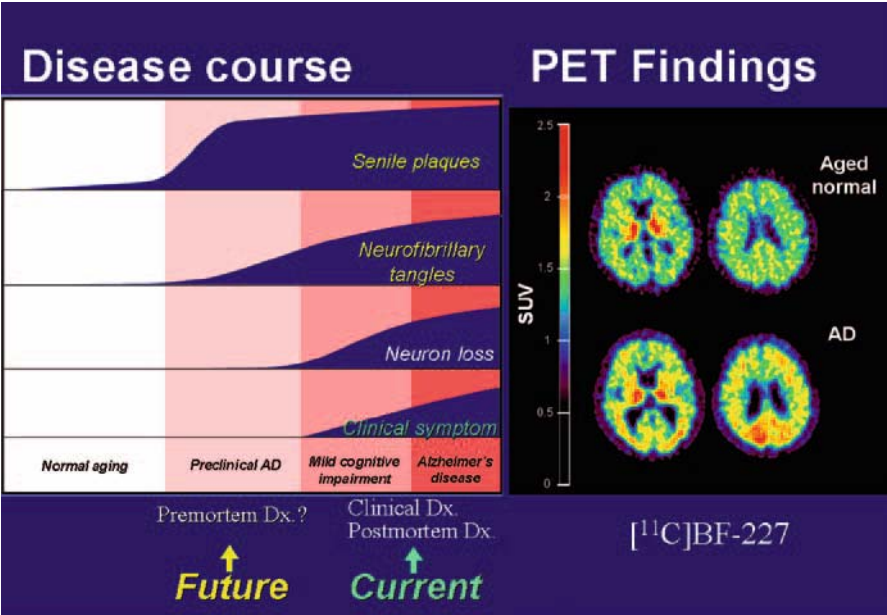 Disease course
Senile plaques
Neurofibrillary
tangles
Neuron loss
Clinical symptom
Normal aging
Preclinical AD
Mild cognitive
impairment
Alzheimer's
disease
Premortem Dx.?
Future
Clinical Dx.
Postmortem Dx.
Current
PET Findings
2.5
2
1.5
1
0.5
0
SUV
Aged
normal
AD
[¹¹C]BF-227